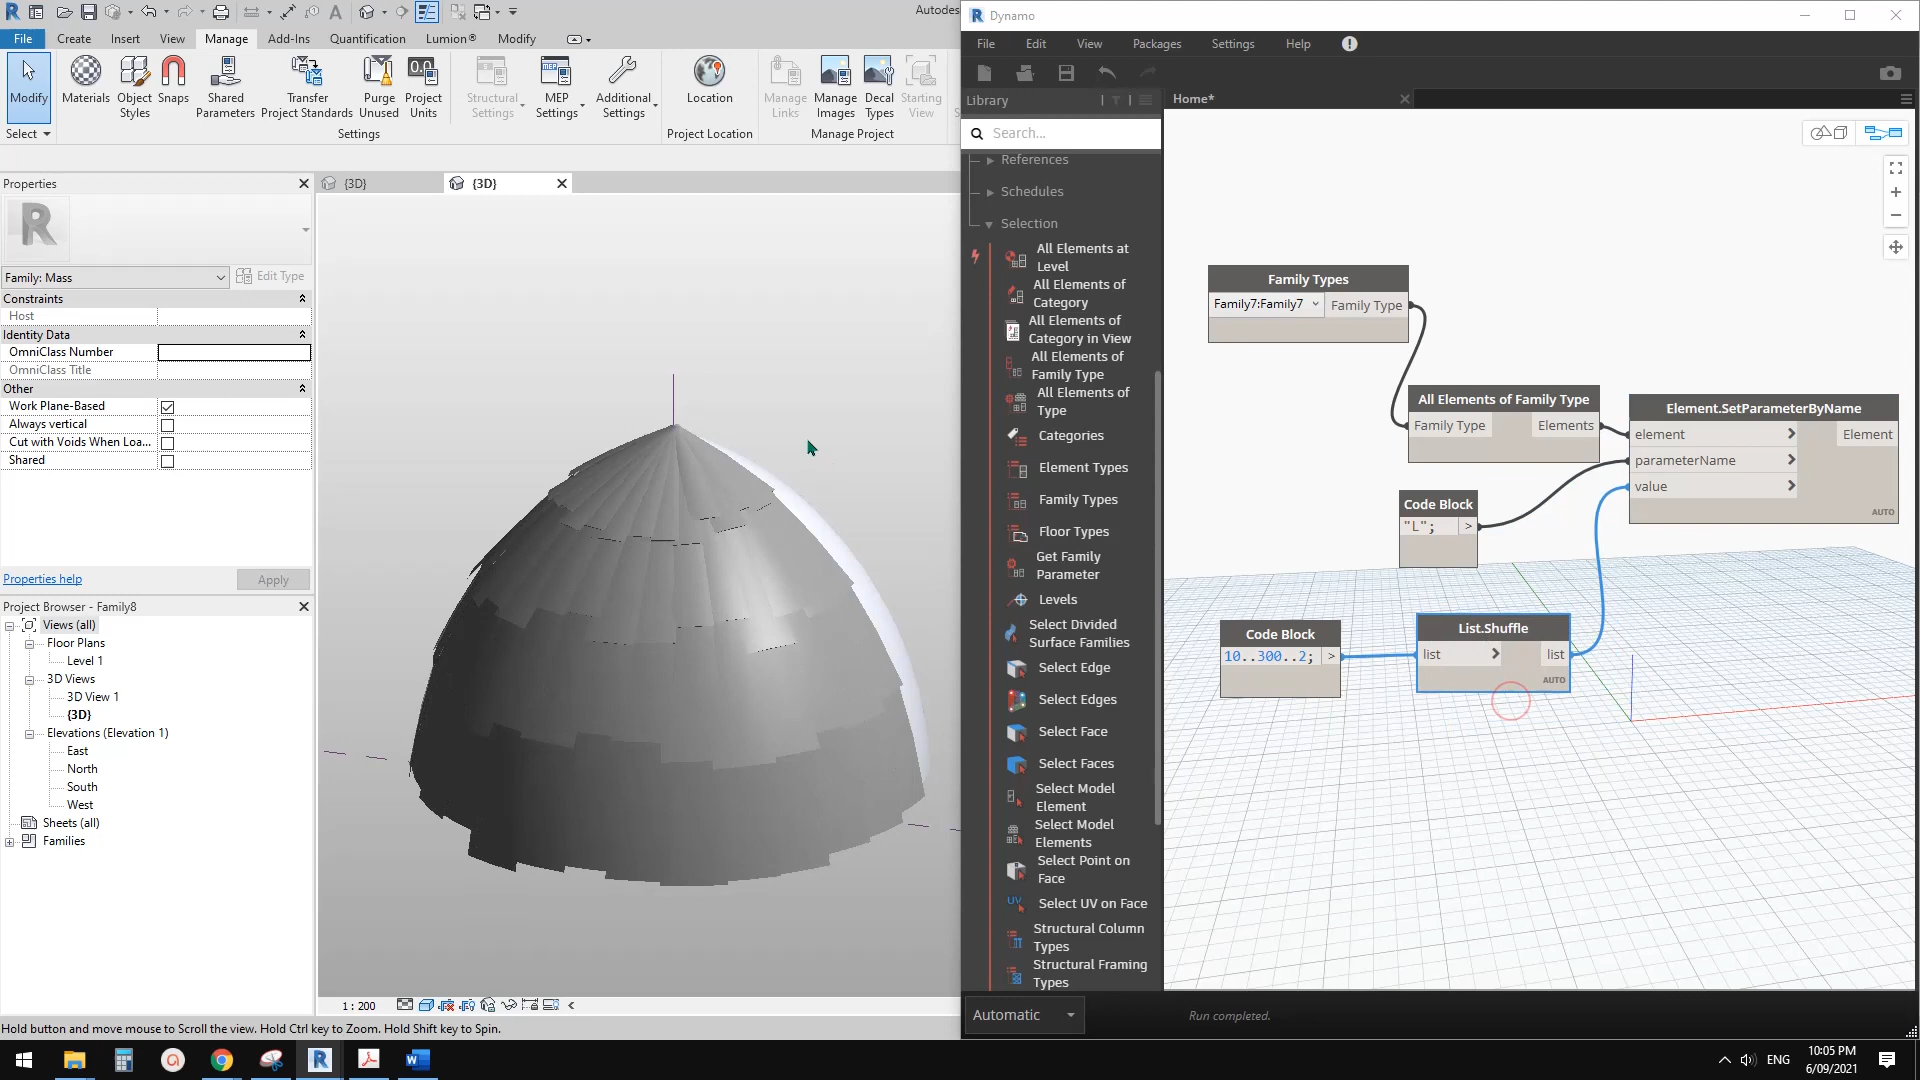 Autodes
File
Create
Insert
View
Manage
Add-Ins
Quantification
Lumion®
Modify
Modify
Materials
Object
Styles
Snaps
Shared
Parameters
Transfer
Project Standards
Purge
Unused
Project
Units
Structural
Settings
MEP
Settings
Additional
Settings
Location
Manage
Links
Manage
Images
Decal
Types
Starting
View
Select
Settings
Project Location
Manage Project
Properties
Family: Mass
Edit Type
Constraints
Host
Identity Data
OmniClass Number
OmniClass Title
Other
Work Plane-Based
Always vertical
Cut with Voids When Loa...
Shared
Properties help
Apply
Project Browser - Family8
Views (all)
Floor Plans
Level 1
3D Views
3D View 1
{3D}
Elevations (Elevation 1)
East
North
South
West
Sheets (all)
Families
{3D}
{3D}
1 : 200
Hold button and move mouse to Scroll the view. Hold Ctrl key to Zoom. Hold Shift key to Spin.
Dynamo
File
Edit
View
Packages
Settings
Help
Library
Search...
References
Schedules
Selection
All Elements at
Level
All Elements of
Category
All Elements of
Category in View
All Elements of
Family Type
All Elements of
Type
Categories
Element Types
Family Types
Floor Types
Get Family
Parameter
Levels
Select Divided
Surface Families
Select Edge
Select Edges
Select Face
Select Faces
Select Model
Element
Select Model
Elements
Select Point on
Face
Select UV on Face
Structural Column
Types
Structural Framing
Types
Home*
Family Types
Family7:Family7
Family Type
All Elements of Family Type
Family Type
Elements
Element.SetParameterByName
element
Element
parameterName
value
AUTO
Code Block
"L";
>
Code Block
10..300..2;
>
List.Shuffle
list
list
AUTO
Automatic
Run completed.
ENG
10:05 PM
6/09/2021